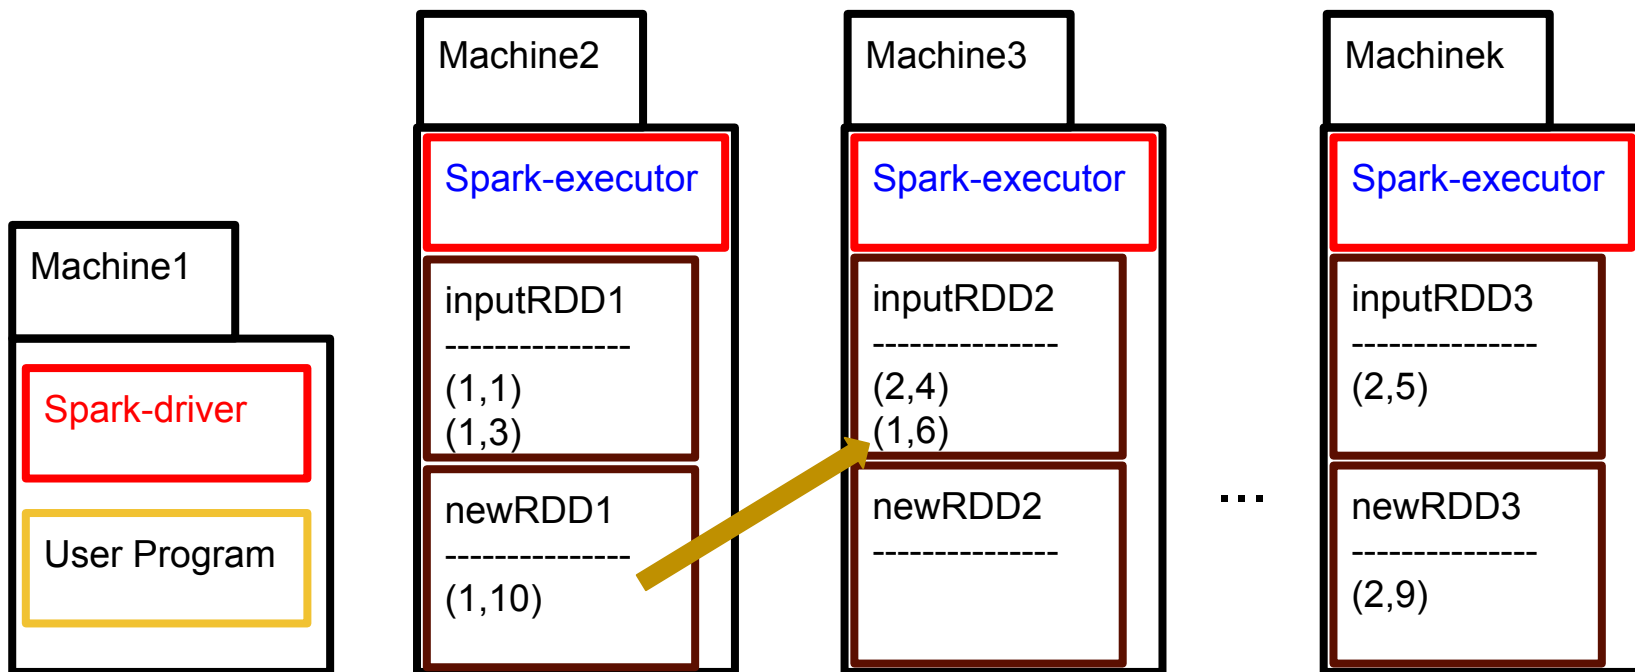 Machine1
Spark-driver
User Program
Machine2
Spark-executor
inputRDD1
---------------
(1,1)
(1,3)
newRDD1
---------------
(1,10)
Machine3
Spark-executor
inputRDD2
---------------
(2,4)
(1,6)
newRDD2
---------------
...
Machinek
Spark-executor
inputRDD3
---------------
(2,5)
newRDD3
---------------
(2,9)